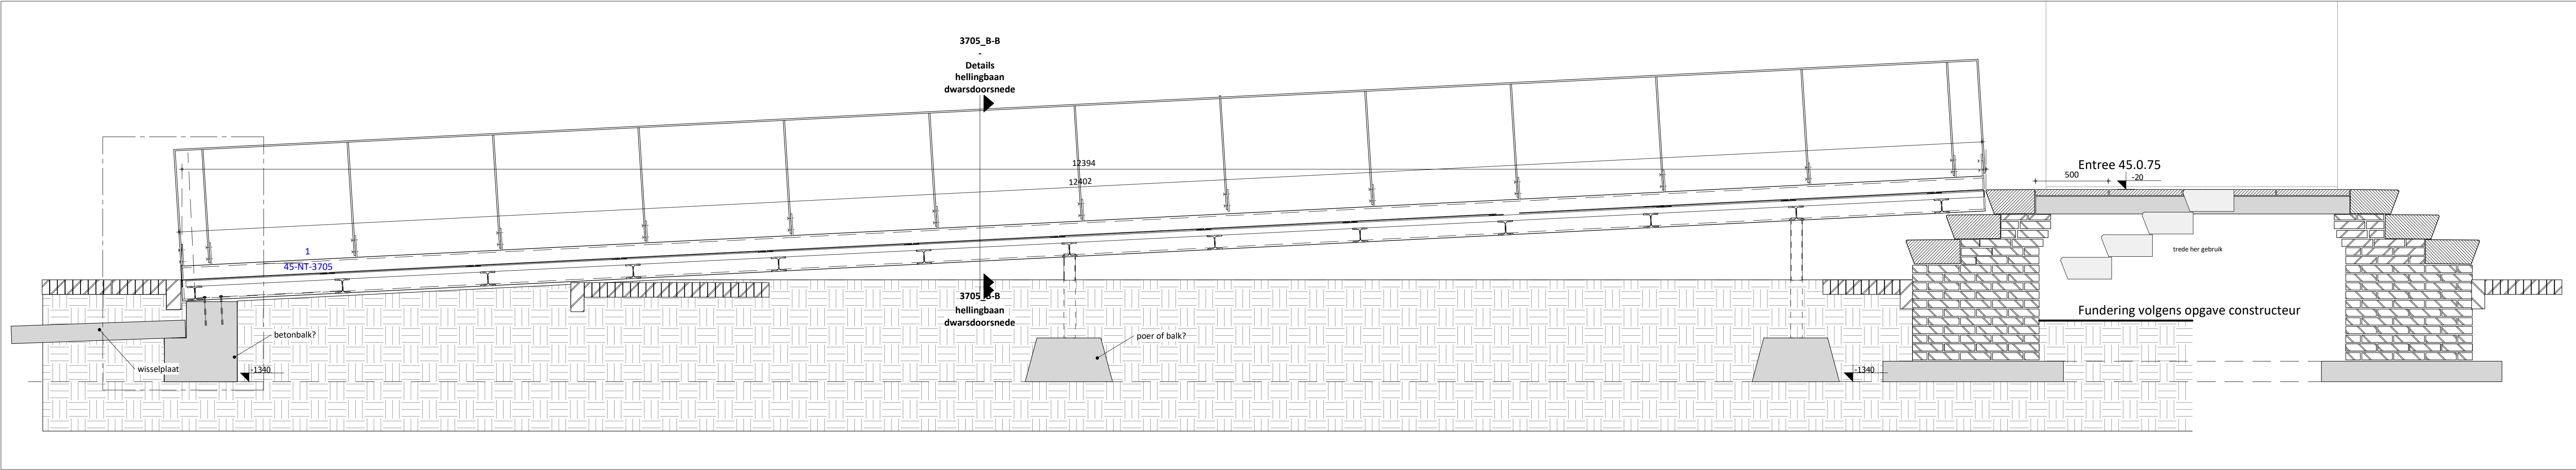 3705_B-B
-
Details
hellingbaan
dwarsdoorsnede
12394
12402
Entree 45.0.75
500
-20
trede her gebruik
1
45-NT-3705
3705_B-B
hellingbaan
dwarsdoorsnede
Fundering volgens opgave constructeur
betonbalk?
poer of balk?
wisselplaat
-1340
-1340